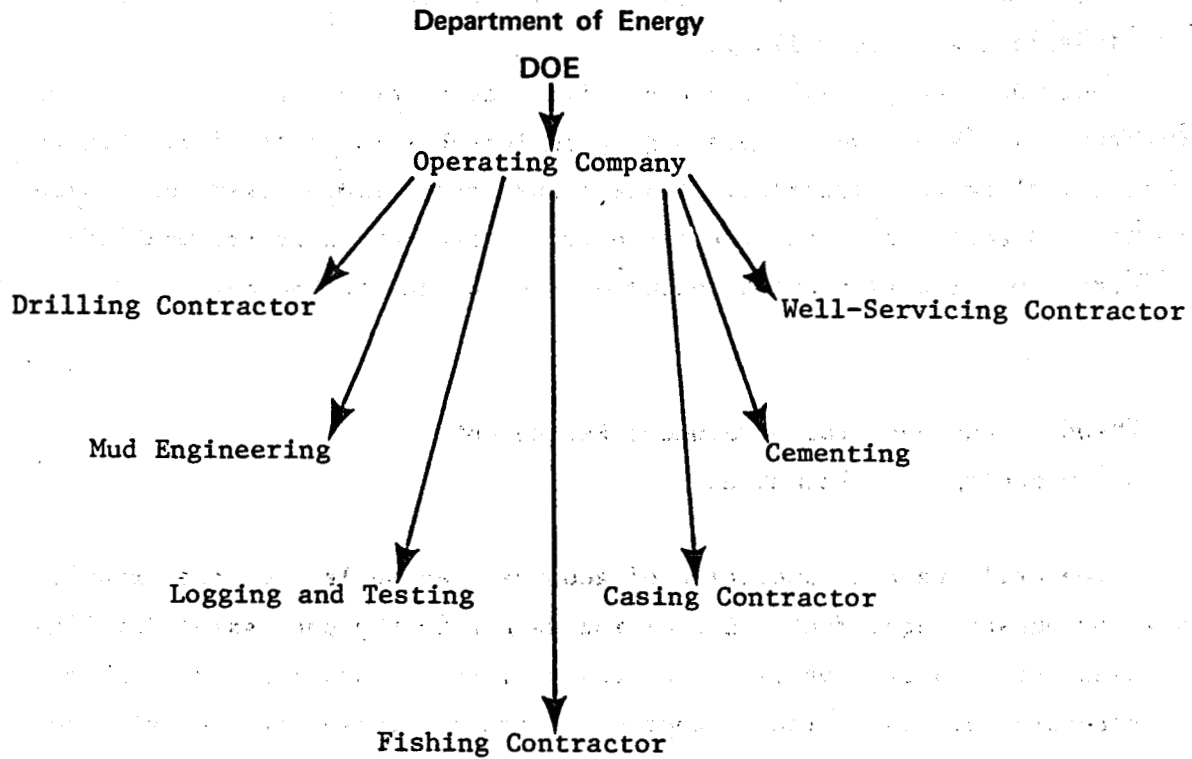 Department of Energy
DOE
Operating Company
Drilling Contractor
Well-Servicing Contractor
Mud Engineering
Cementing
Logging and Testing
Casing Contractor
Fishing Contractor